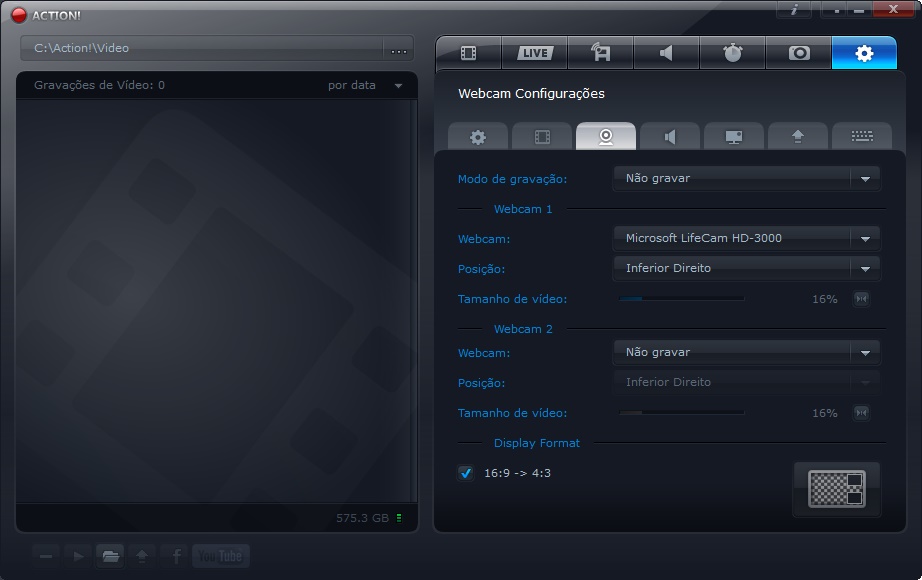 ACTION!
C:\Action!\Video
...
LIVE
Gravações de Vídeo: 0
por data
Webcam Configurações
Modo de gravação:
Não gravar
Webcam 1
Webcam:
Microsoft LifeCam HD-3000
Posição:
Inferior Direito
Tamanho de vídeo:
16%
Webcam 2
Webcam:
Não gravar
Posição:
Inferior Direito
Tamanho de vídeo:
16%
Display Format
16:9 -> 4:3
575.3 GB
f
YouTube